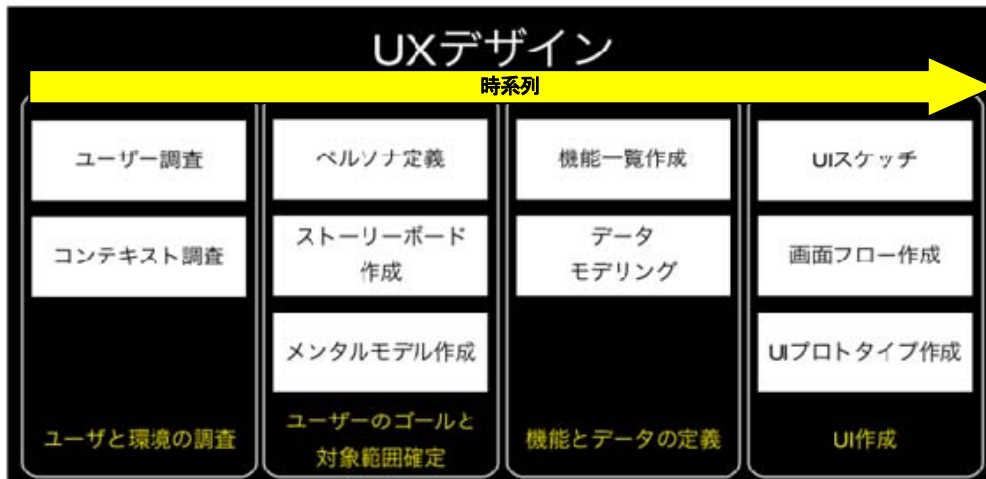 UXデザイン
時系列
ユーザー調査
コンテキスト調査
ユーザと環境の調査
ペルソナ定義
ストーリーボード
作成
メンタルモデル作成
ユーザーのゴールと
対象範囲確定
機能一覧作成
データ
モデリング
機能とデータの定義
UIスケッチ
画面フロー作成
UIプロトタイプ作成
UI作成